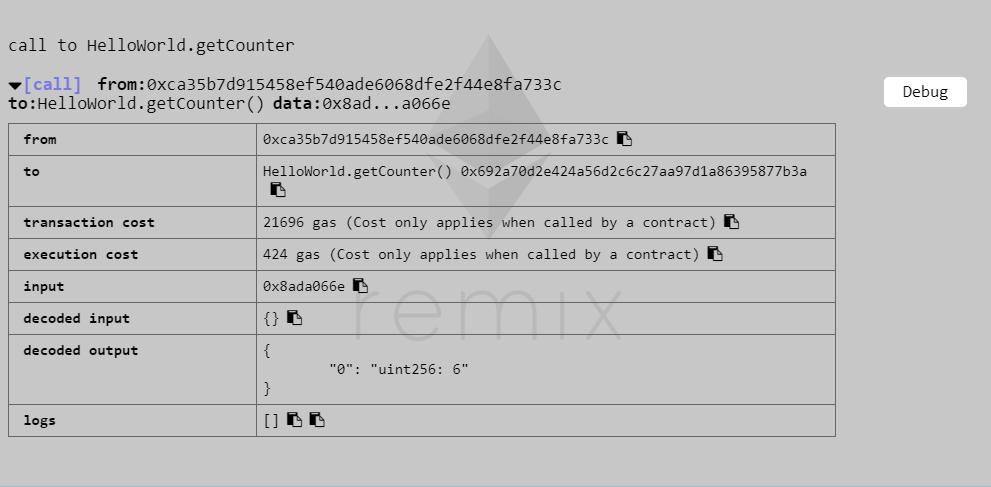 call to HelloWorld.getCounter
[call] from:0xca35b7d915458ef540ade6068dfe2f44e8fa733c
to:HelloWorld.getCounter() data:0x8ad...a066e
Debug
from 0xca35b7d915458ef540ade6068dfe2f44e8fa733c
to HelloWorld.getCounter() 0x692a70d2e424a56d2c6c27aa97d1a86395877b3a
transaction cost 21696 gas (Cost only applies when called by a contract)
execution cost 424 gas (Cost only applies when called by a contract)
input 0x8ada066e
decoded input {}
decoded output {
"0": "uint256: 6"
}
logs []
remix